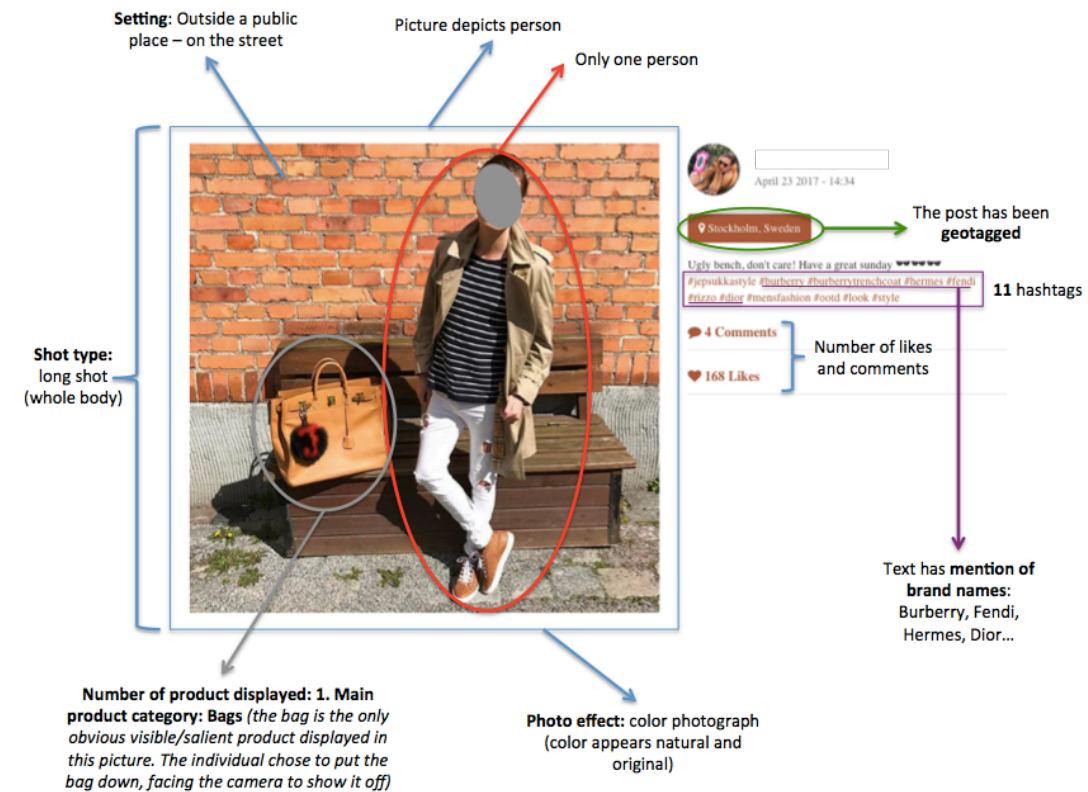 Setting: Outside a public
place – on the street
Picture depicts person
Only one person
April 23 2017 - 14:34
Stockholm, Sweden
The post has been
geotagged
Ugly bench, don't care! Have a great sunday 🕶🕶🕶🕶🕶
#jepsukkastyle #burberry #burberrytrenchcoat #hermes #fendi
#rizzo #dior #mensfashion #ootd #look #style
11 hashtags
4 Comments
168 Likes
Number of likes
and comments
Shot type:
long shot
(whole body)
Text has mention of
brand names:
Burberry, Fendi,
Hermes, Dior...
Number of product displayed: 1. Main
product category: Bags (the bag is the only
obvious visible/salient product displayed in
this picture. The individual chose to put the
bag down, facing the camera to show it off)
Photo effect: color photograph
(color appears natural and
original)